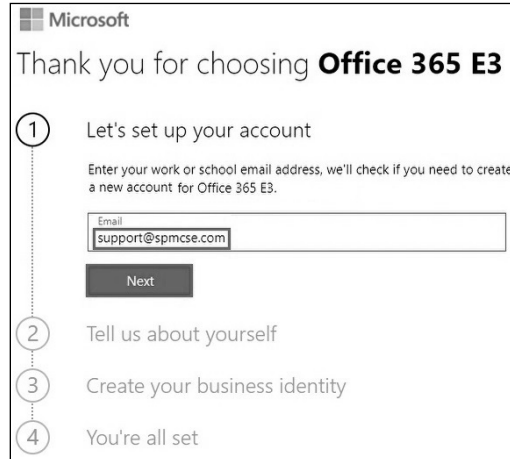 Microsoft
Thank you for choosing Office 365 E3
1
Let's set up your account
Enter your work or school email address, we'll check if you need to create
a new account for Office 365 E3.
Email
support@spmcse.com
Next
2
Tell us about yourself
3
Create your business identity
4
You're all set